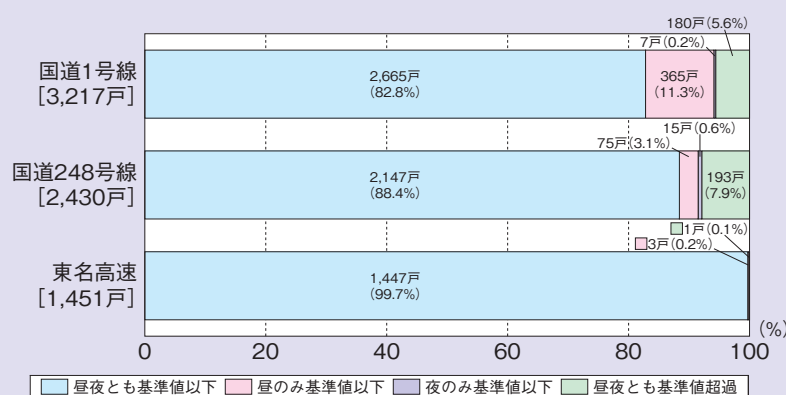 180戸(5.6%)
7戸(0.2%)
国道1号線
[3,217戸]
2,665戸
(82.8%)
365戸
(11.3%)
15戸(0.6%)
75戸(3.1%)
国道248号線
[2,430戸]
2,147戸
(88.4%)
193戸
(7.9%)
1戸(0.1%)
3戸(0.2%)
東名高速
[1,451戸]
1,447戸
(99.7%)
(%)
0 20 40 60 80 100
昼夜とも基準値以下 昼のみ基準値以下 夜のみ基準値以下 昼夜とも基準値超過